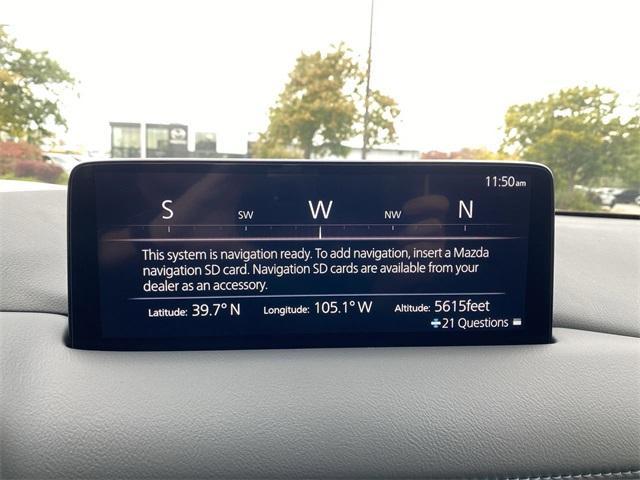 11:50am
S SW W NW N
This system is navigation ready. To add navigation, insert a Mazda
navigation SD card. Navigation SD cards are available from your
dealer as an accessory.
Latitude: 39.7° N Longitude: 105.1° W Altitude: 5615feet
21 Questions